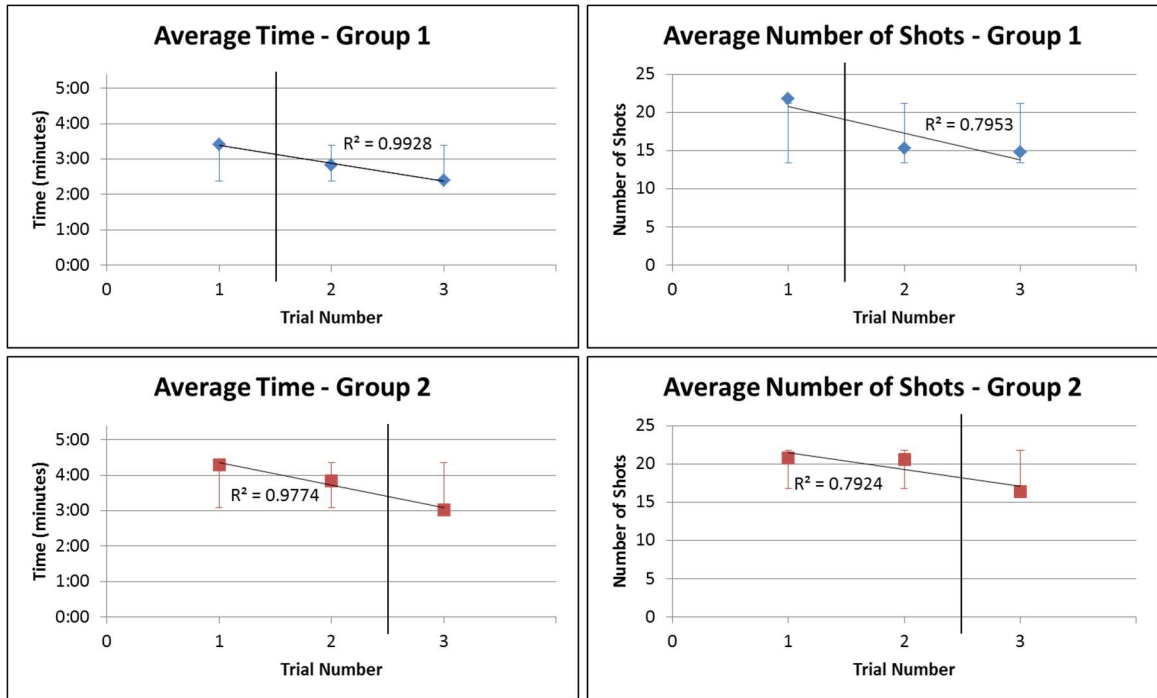 Average Time - Group 1
Time (minutes)
5:00
4:00
3:00
2:00
1:00
0:00
R² = 0.9928
0 1 2 3
Trial Number
Average Number of Shots - Group 1
Number of Shots
25
20
15
10
5
0
R² = 0.7953
0 1 2 3
Trial Number
Average Time - Group 2
Time (minutes)
5:00
4:00
3:00
2:00
1:00
0:00
R² = 0.9774
0 1 2 3
Trial Number
Average Number of Shots - Group 2
Number of Shots
25
20
15
10
5
0
R² = 0.7924
0 1 2 3
Trial Number